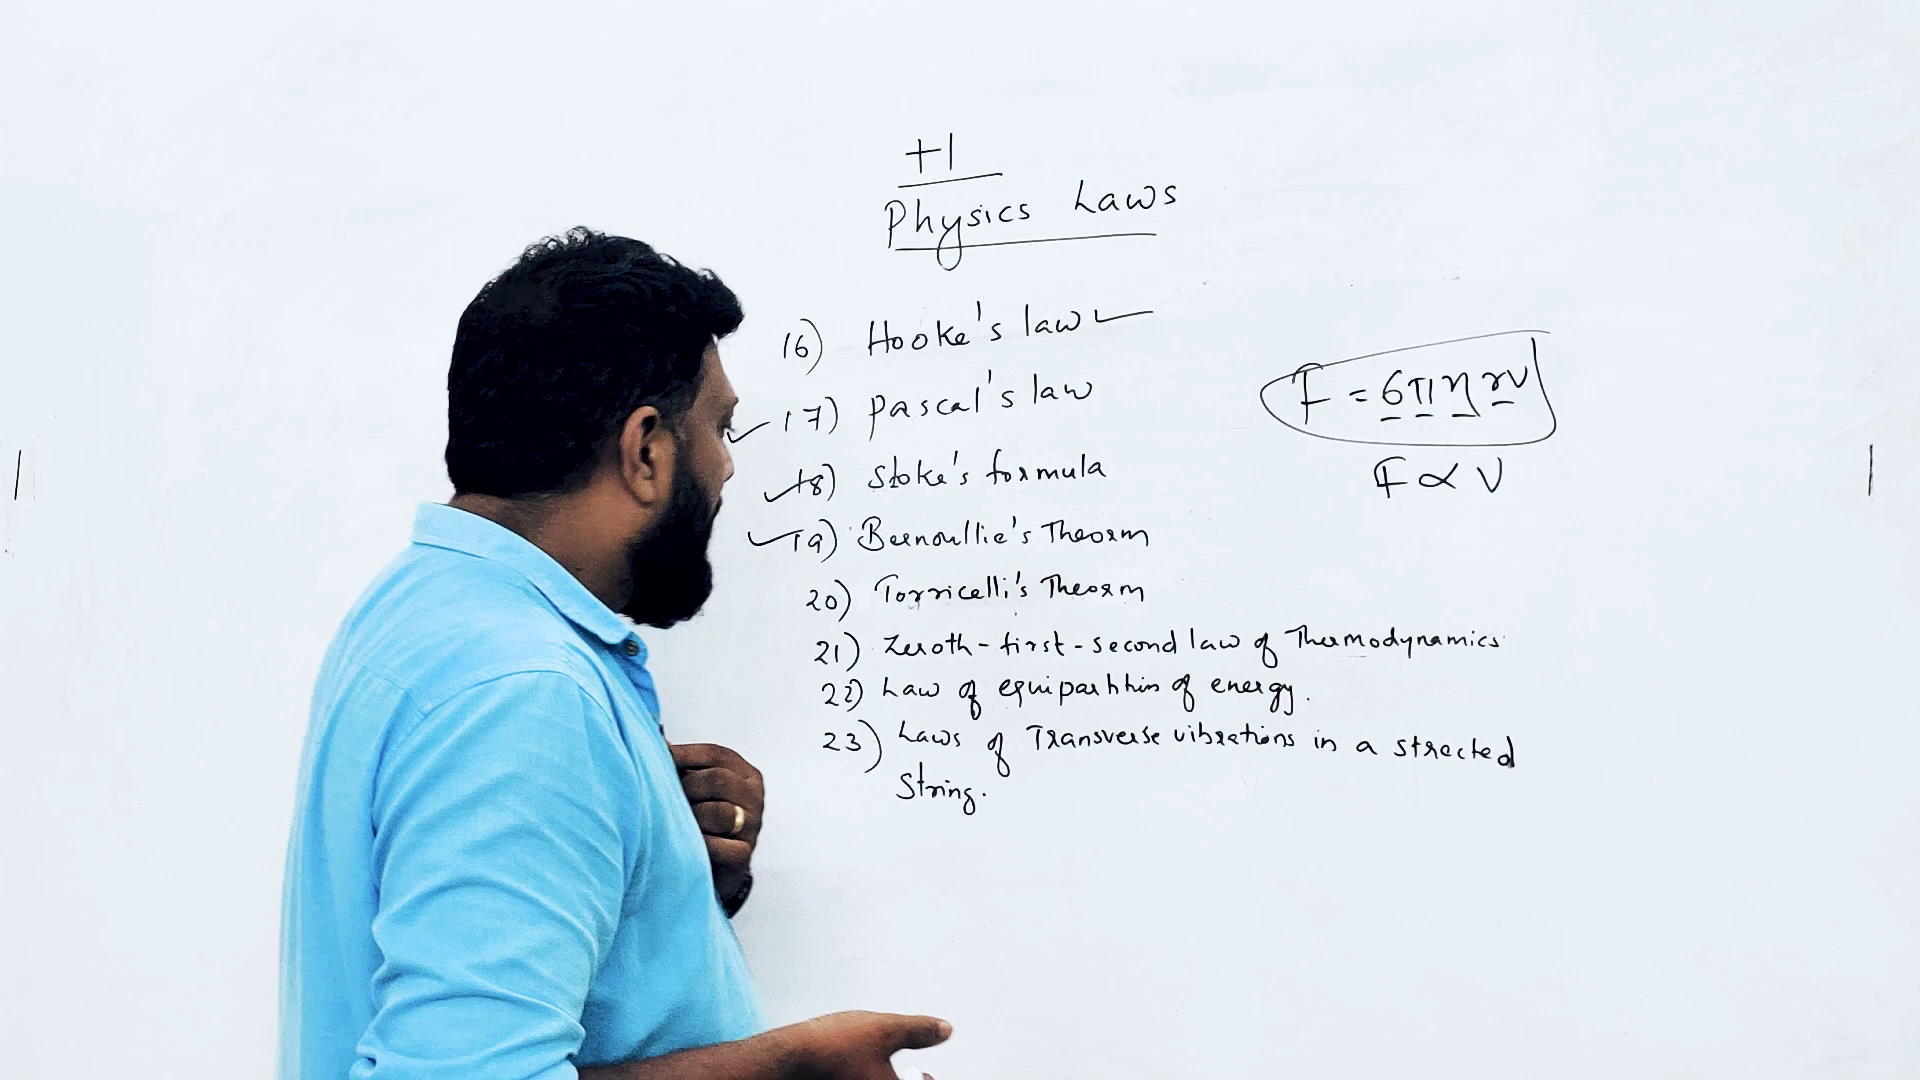 +1
Physics Laws
16) Hooke's law
17) Pascal's law
18) Stoke's formula
19) Bernoullie's Theorm
20) Torricelli's Theorm
21) Zeroth-first-second law of Thermodynamics
22) Law of equipartition of energy.
23) Laws of Transverse vibrations in a strected
String.
F = 6πηrv
F ∝ V